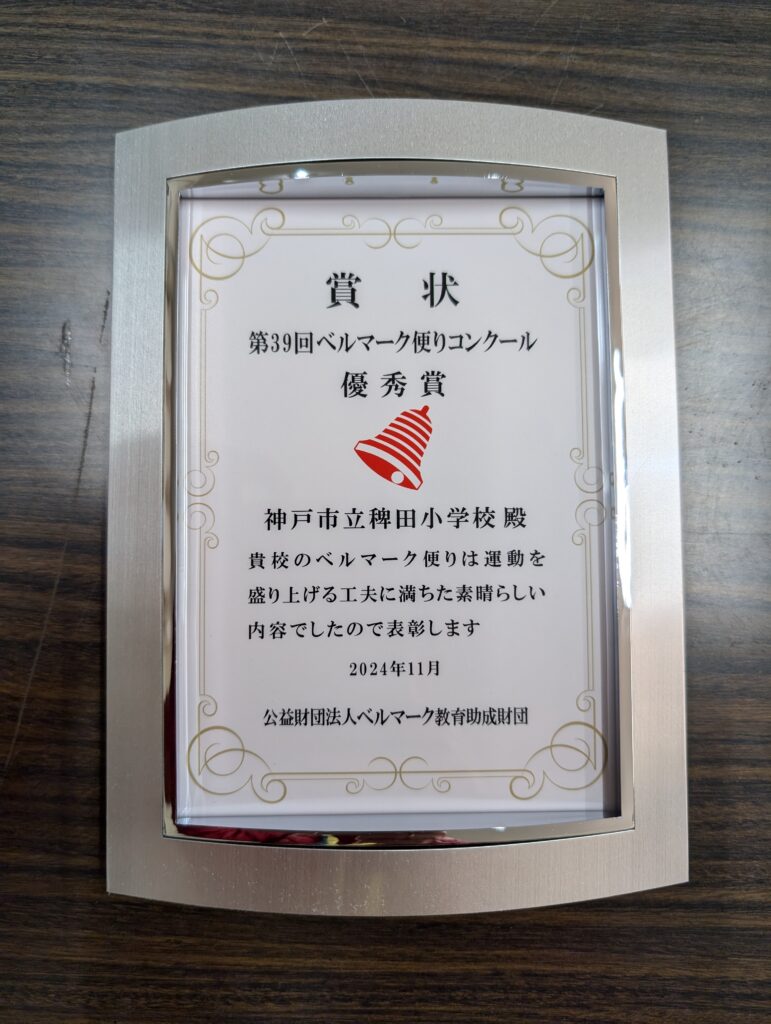 賞 状
第39回ベルマーク便りコンクール
優秀賞
神戸市立稗田小学校 殿
貴校のベルマーク便りは運動を
盛り上げる工夫に満ちた素晴らしい
内容でしたので表彰します
2024年11月
公益財団法人ベルマーク教育助成財団